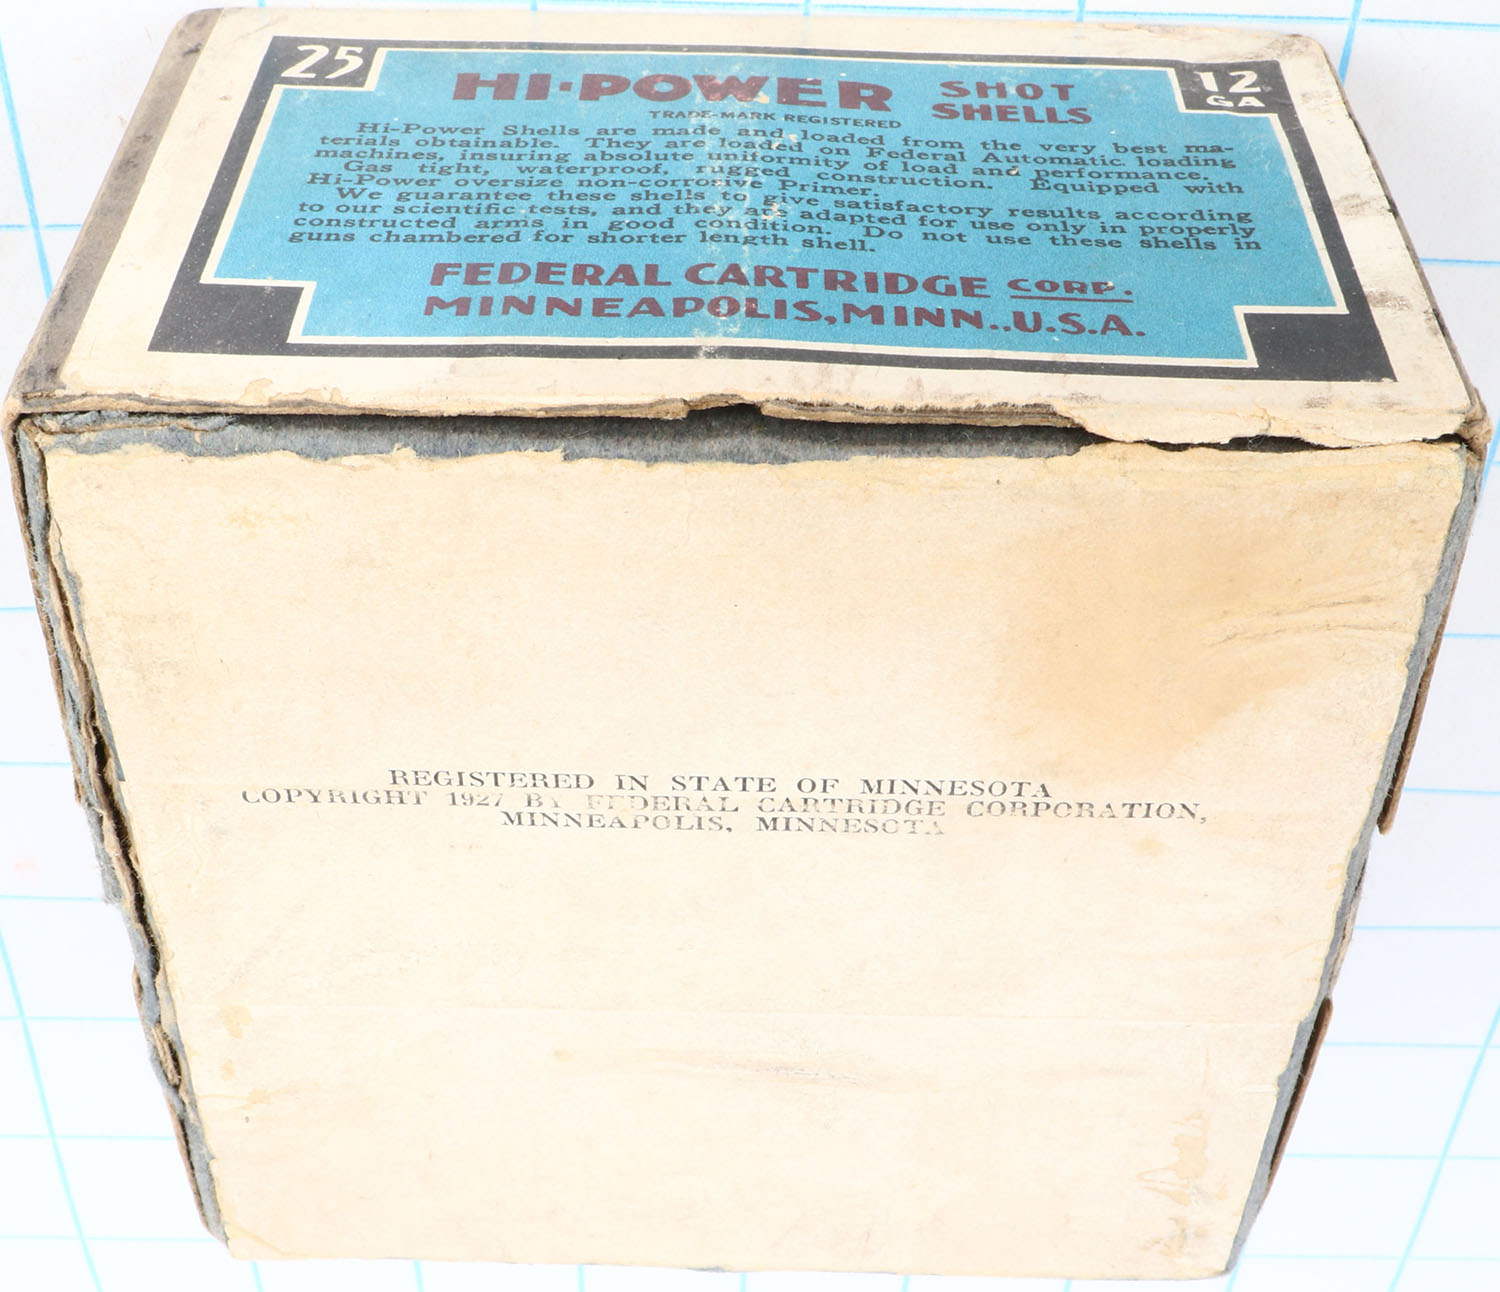 25
HI-POWER SHOT SHELLS
12 GA
TRADE-MARK REGISTERED
Hi-Power Shells are made and loaded from the very best ma-
terials obtainable. They are loaded on Federal Automatic loading
machines, insuring absolute uniformity of load and performance.
Gas tight, waterproof, rugged construction. Equipped with
Hi-Power oversize non-corrosive Primer.
We guarantee these shells to give satisfactory results according
to our scientific tests, and they are adapted for use only in properly
constructed arms in good condition. Do not use these shells in
guns chambered for shorter length shell.
FEDERAL CARTRIDGE CORP.
MINNEAPOLIS, MINN., U.S.A.
REGISTERED IN STATE OF MINNESOTA
COPYRIGHT 1927 BY FEDERAL CARTRIDGE CORPORATION,
MINNEAPOLIS, MINNESOTA